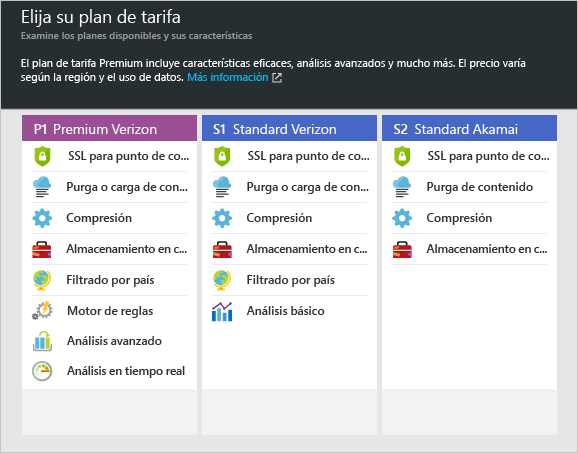 Elija su plan de tarifa
Examine los planes disponibles y sus características
El plan de tarifa Premium incluye características eficaces, análisis avanzados y mucho más. El precio varía
según la región y el uso de datos. Más información
P1 Premium Verizon
SSL para punto de co...
Purga o carga de con...
Compresión
Almacenamiento en c...
Filtrado por país
Motor de reglas
Análisis avanzado
Análisis en tiempo real
S1 Standard Verizon
SSL para punto de co...
Purga o carga de con...
Compresión
Almacenamiento en c...
Filtrado por país
Análisis básico
S2 Standard Akamai
SSL para punto de co...
Purga de contenido
Compresión
Almacenamiento en c...